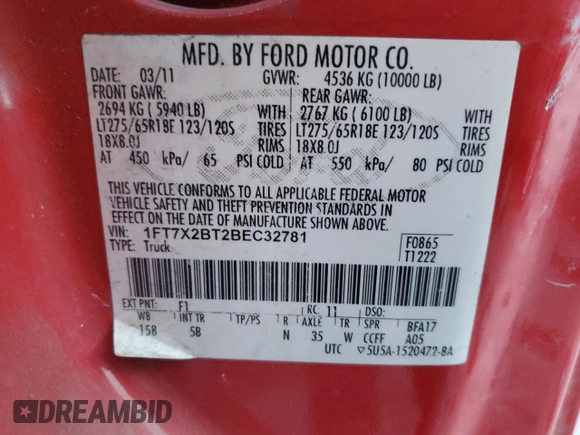 MFD. BY FORD MOTOR CO.
DATE: 03/11 GVWR: 4536 KG (10000 LB)
FRONT GAWR: REAR GAWR:
2694 KG ( 5940 LB) WITH 2767 KG ( 6100 LB) WITH
LT275/65R18E 123/120S TIRES LT275/65R18E 123/120S TIRES
18X8.0J RIMS 18X8.0J RIMS
AT 450 kPa/ 65 PSI COLD AT 550 kPa/ 80 PSI COLD
THIS VEHICLE CONFORMS TO ALL APPLICABLE FEDERAL MOTOR
VEHICLE SAFETY AND THEFT PREVENTION STANDARDS IN
EFFECT ON THE DATE OF MANUFACTURE SHOWN ABOVE.
VIN: 1FT7X2BT2BEC32781 F0865
TYPE: Truck T1222
EXT PNT: F1 RC: 11 DSO:
WB INT TR TP/PS R AXLE TR SPR BFA17
158 5B N 35 W CCFF A05
UTC 5U5A-1520472-BA
DREAMBID